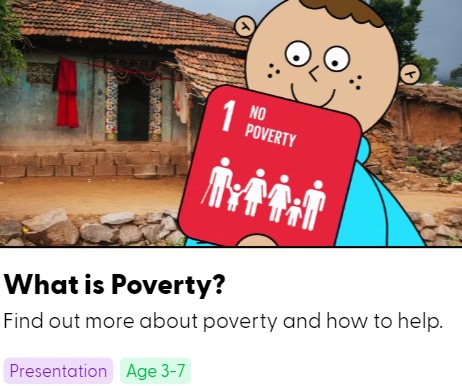 1 NO
POVERTY
What is Poverty?
Find out more about poverty and how to help.
Presentation
Age 3-7